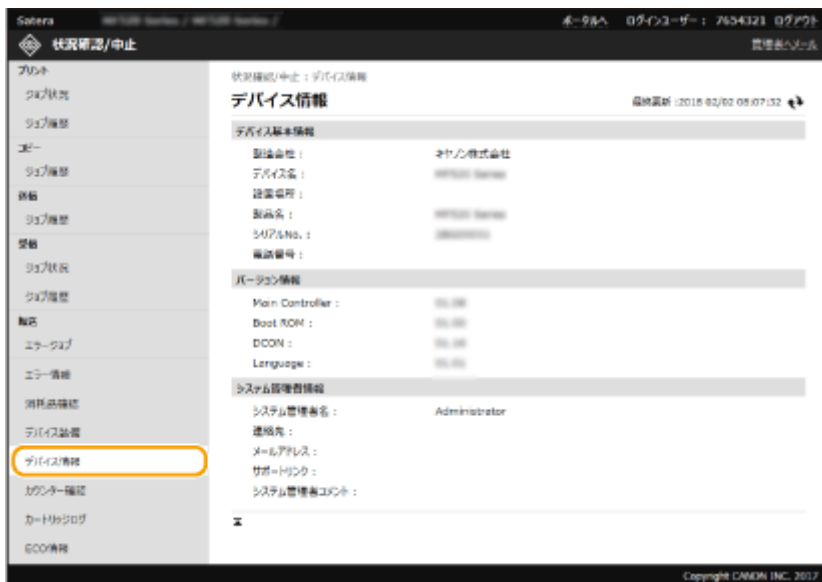 Satera
ポータルへ ログインユーザー： 7654321 ログアウト
状況確認/中止
管理者へメール
プリント
ジョブ状況
ジョブ履歴
コピー
ジョブ履歴
送信
ジョブ履歴
受信
ジョブ状況
ジョブ履歴
転送
エラージョブ
エラー情報
消耗品確認
デバイス装備
デバイス情報
カウンター確認
カートリッジログ
ECO情報
状況確認/中止：デバイス情報
デバイス情報
最終更新 :2018 02/02 08:07:32
デバイス基本情報
製造会社： キヤノン株式会社
デバイス名：
設置場所：
製品名：
シリアルNo.：
電話番号：
バージョン情報
Main Controller :
Boot ROM :
DCON :
Language :
システム管理者情報
システム管理者名： Administrator
連絡先：
メールアドレス：
サポートリンク：
システム管理者コメント：
Copyright CANON INC. 2017